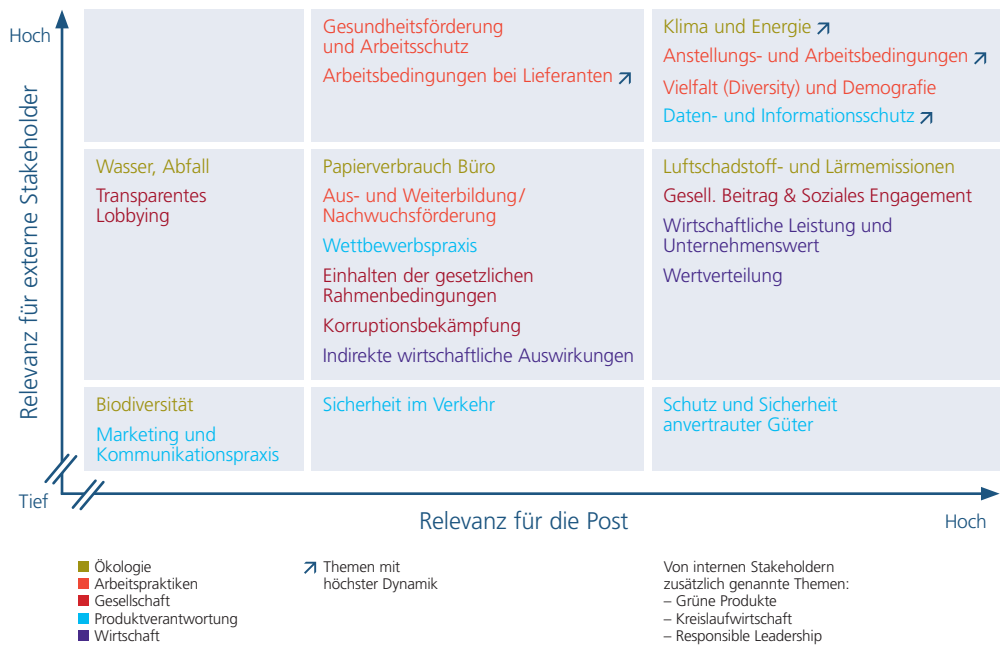 Hoch
Relevanz für externe Stakeholder
Tief
Gesundheitsförderung
und Arbeitsschutz
Arbeitsbedingungen bei Lieferanten
Klima und Energie
Anstellungs- und Arbeitsbedingungen
Vielfalt (Diversity) und Demografie
Daten- und Informationsschutz
Wasser, Abfall
Transparentes
Lobbying
Papierverbrauch Büro
Aus- und Weiterbildung/
Nachwuchsförderung
Wettbewerbspraxis
Einhalten der gesetzlichen
Rahmenbedingungen
Korruptionsbekämpfung
Indirekte wirtschaftliche Auswirkungen
Luftschadstoff- und Lärmemissionen
Gesell. Beitrag & Soziales Engagement
Wirtschaftliche Leistung und
Unternehmenswert
Wertverteilung
Biodiversität
Marketing und
Kommunikationspraxis
Sicherheit im Verkehr
Schutz und Sicherheit
anvertrauter Güter
Relevanz für die Post
Hoch
Ökologie
Arbeitspraktiken
Gesellschaft
Produktverantwortung
Wirtschaft
Themen mit
höchster Dynamik
Von internen Stakeholdern
zusätzlich genannte Themen:
– Grüne Produkte
– Kreislaufwirtschaft
– Responsible Leadership